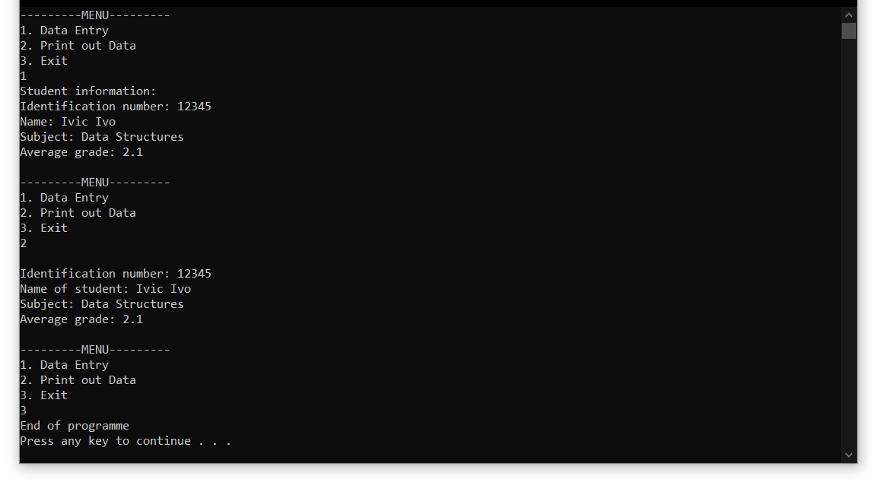 ---------MENU---------
1. Data Entry
2. Print out Data
3. Exit
1
Student information:
Identification number: 12345
Name: Ivic Ivo
Subject: Data Structures
Average grade: 2.1
---------MENU---------
1. Data Entry
2. Print out Data
3. Exit
2
Identification number: 12345
Name of student: Ivic Ivo
Subject: Data Structures
Average grade: 2.1
---------MENU---------
1. Data Entry
2. Print out Data
3. Exit
3
End of programme
Press any key to continue . . .